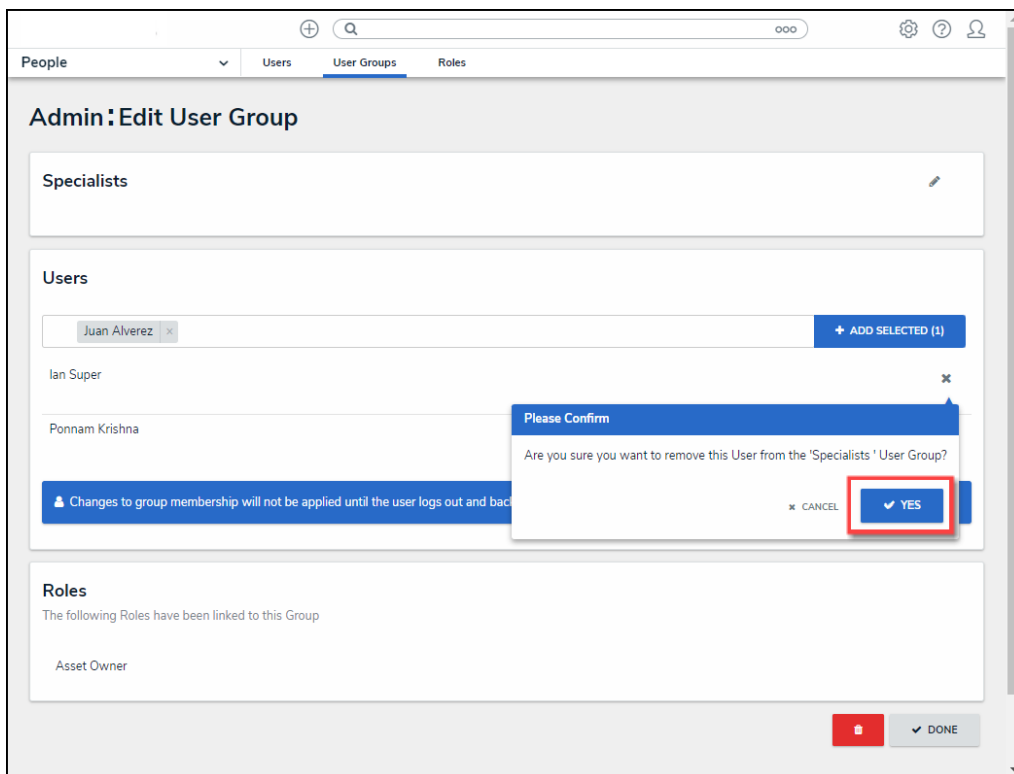 ooo
People
Users
User Groups
Roles
Admin:Edit User Group
Specialists
Users
Juan Alverez ×
+ ADD SELECTED (1)
Ian Super
Ponnam Krishna
Please Confirm
Are you sure you want to remove this User from the 'Specialists ' User Group?
CANCEL
YES
Changes to group membership will not be applied until the user logs out and bac
Roles
The following Roles have been linked to this Group
Asset Owner
DONE